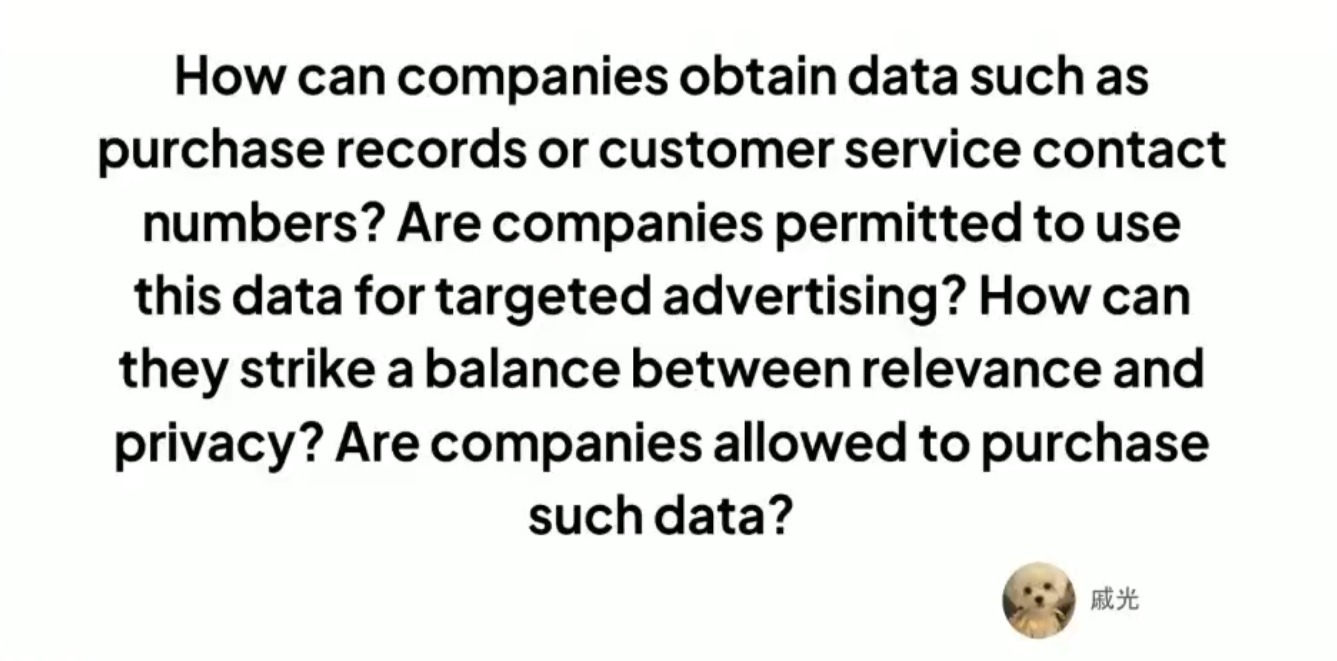 How can companies obtain data such as
purchase records or customer service contact
numbers? Are companies permitted to use
this data for targeted advertising? How can
they strike a balance between relevance and
privacy? Are companies allowed to purchase
such data?
戚光